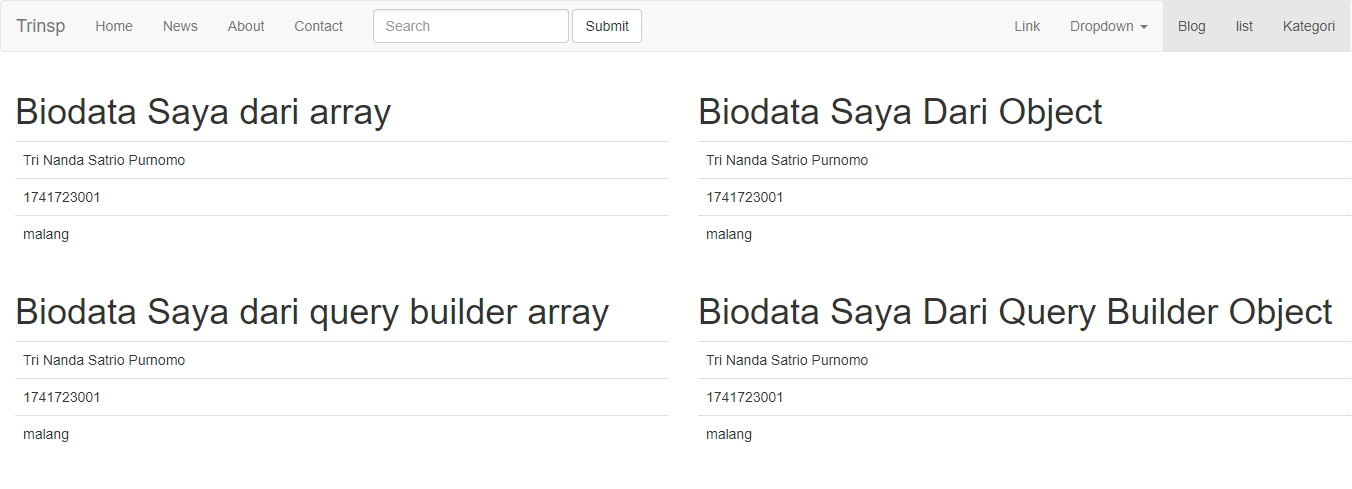 Trinsp Home News About Contact Search Submit Link Dropdown Blog list Kategori
Biodata Saya dari array
Tri Nanda Satrio Purnomo
1741723001
malang
Biodata Saya Dari Object
Tri Nanda Satrio Purnomo
1741723001
malang
Biodata Saya dari query builder array
Tri Nanda Satrio Purnomo
1741723001
malang
Biodata Saya Dari Query Builder Object
Tri Nanda Satrio Purnomo
1741723001
malang